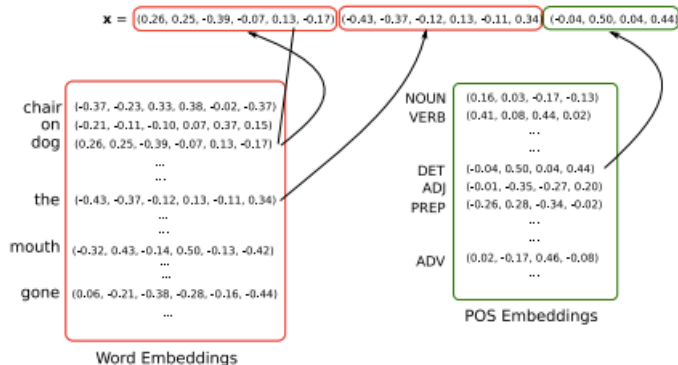 x = (0.26, 0.25, -0.39, -0.07, 0.13, -0.17) (-0.43, -0.37, -0.12, 0.13, -0.11, 0.34) (-0.04, 0.50, 0.04, 0.44)
chair (-0.37, -0.23, 0.33, 0.38, -0.02, -0.37)
on (-0.21, -0.11, -0.10, 0.07, 0.37, 0.15)
dog (0.26, 0.25, -0.39, -0.07, 0.13, -0.17)
...
...
the (-0.43, -0.37, -0.12, 0.13, -0.11, 0.34)
...
...
mouth (-0.32, 0.43, -0.14, 0.50, -0.13, -0.42)
...
...
gone (0.06, -0.21, -0.38, -0.28, -0.16, -0.44)
...
Word Embeddings
NOUN (0.16, 0.03, -0.17, -0.13)
VERB (0.41, 0.08, 0.44, 0.02)
...
...
DET (-0.04, 0.50, 0.04, 0.44)
ADJ (-0.01, -0.35, -0.27, 0.20)
PREP (-0.26, 0.28, -0.34, -0.02)
...
...
ADV (0.02, -0.17, 0.46, -0.08)
...
POS Embeddings